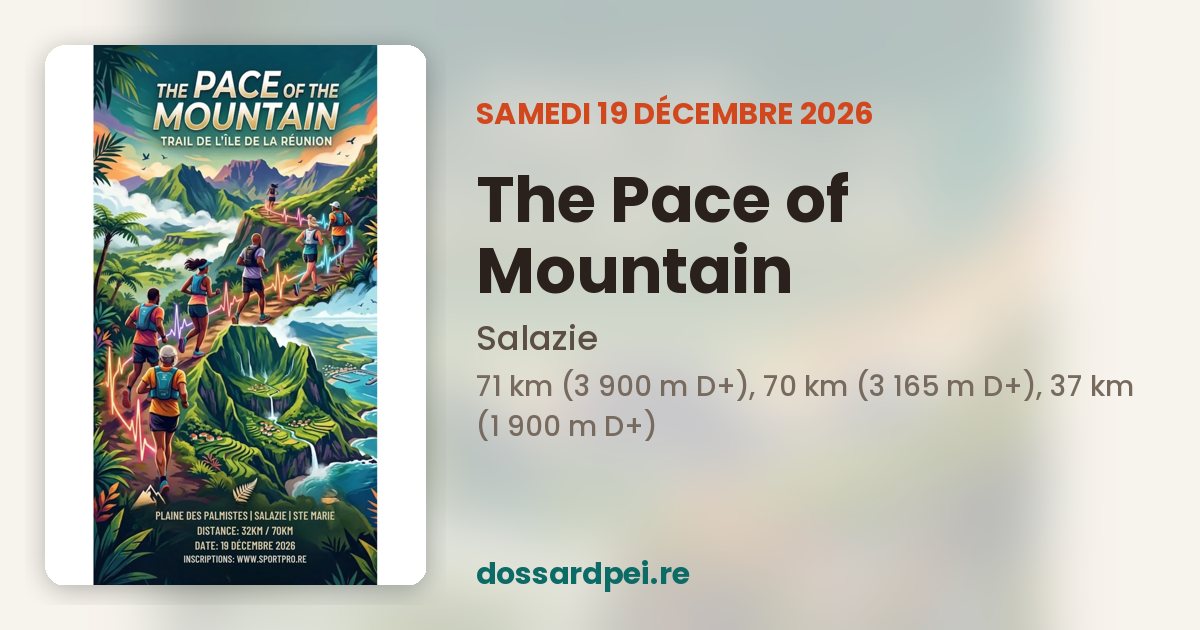 THE PACE OF THE
MOUNTAIN
TRAIL DE L'ÎLE DE LA RÉUNION
PLAINE DES PALMISTES | SALAZIE | STE MARIE
DISTANCE: 32KM / 70KM
DATE: 19 DÉCEMBRE 2026
INSCRIPTIONS: WWW.SPORTPRO.RE
SAMEDI 19 DÉCEMBRE 2026
The Pace of
Mountain
Salazie
71 km (3 900 m D+), 70 km (3 165 m D+), 37 km
(1 900 m D+)
dossardpei.re